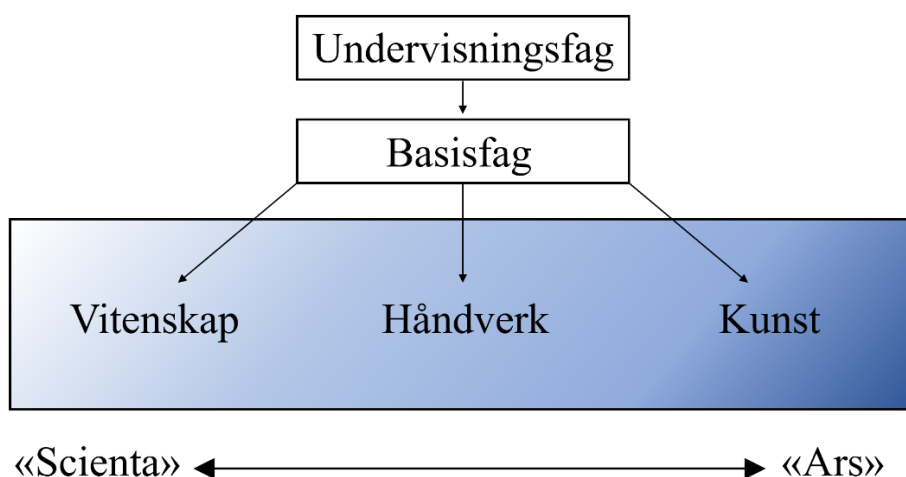 Undervisningsfag
Basisfag
Vitenskap Håndverk Kunst
«Scienta» «Ars»